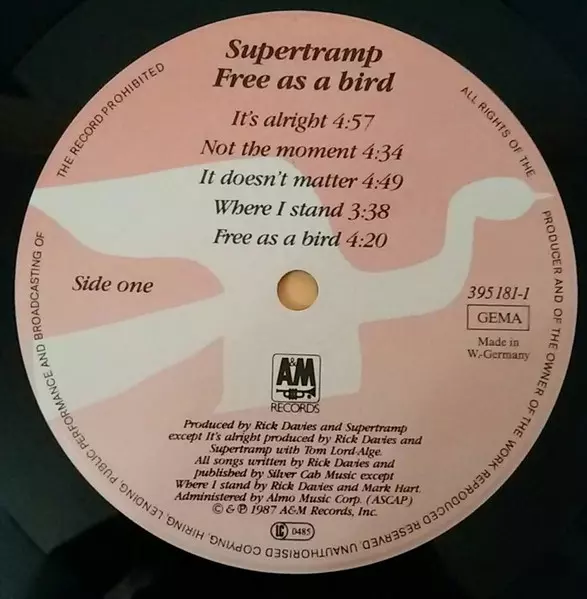 Supertramp
Free as a bird
It's alright 4:57
Not the moment 4:34
It doesn't matter 4:49
Where I stand 3:38
Free as a bird 4:20
Side one
395 181-1
GEMA
Made in
W.-Germany
A&M
RECORDS
Produced by Rick Davies and Supertramp
except It's alright produced by Rick Davies and
Supertramp with Tom Lord-Alge.
All songs written by Rick Davies and
published by Silver Cab Music except
Where I stand by Rick Davies and Mark Hart.
Administered by Almo Music Corp. (ASCAP)
© & ℗ 1987 A&M Records, Inc.
LC 0485
ALL RIGHTS OF THE PRODUCER AND OF THE OWNER OF THE WORK REPRODUCED RESERVED. UNAUTHORISED COPYING, HIRING, LENDING, PUBLIC PERFORMANCE AND BROADCASTING OF THE RECORD PROHIBITED